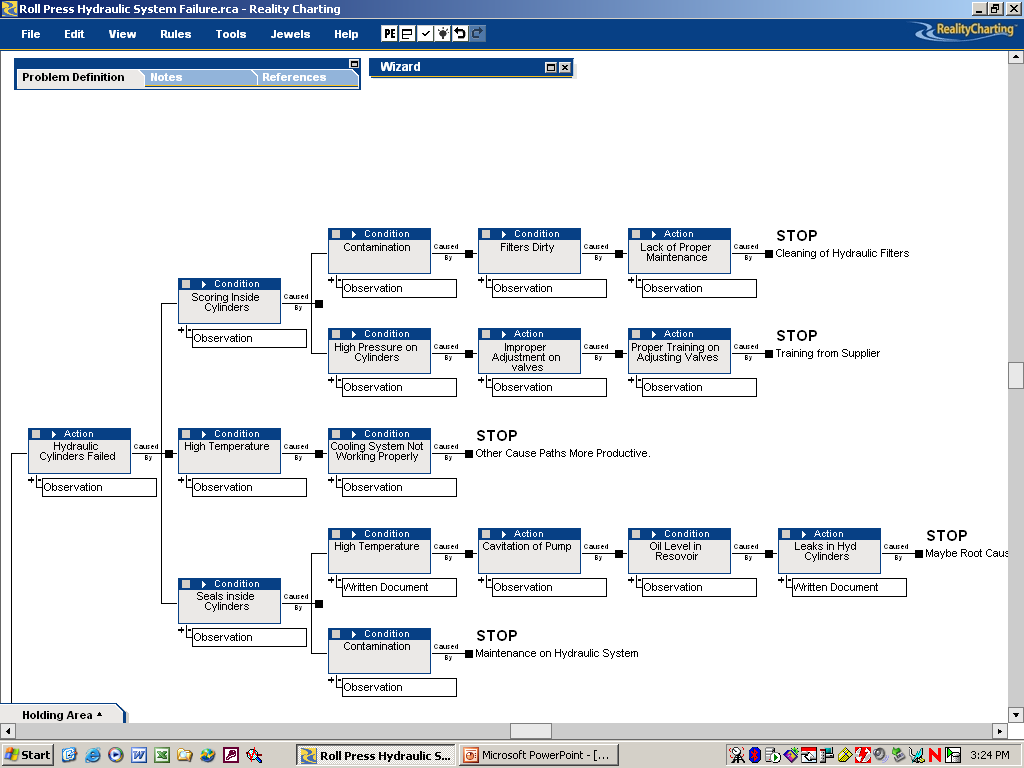 Roll Press Hydraulic System Failure.rca - Reality Charting
File Edit View Rules Tools Jewels Help PE
RealityCharting™
Problem Definition Notes References
Wizard
Condition
Contamination
Caused
By
Observation
Condition
Filters Dirty
Caused
By
Observation
Action
Lack of Proper
Maintenance
Caused
By
Observation
STOP
Cleaning of Hydraulic Filters
Condition
Scoring Inside
Cylinders
Caused
By
Observation
Condition
High Pressure on
Cylinders
Caused
By
Observation
Action
Improper
Adjustment on
valves
Caused
By
Observation
Action
Proper Training on
Adjusting Valves
Caused
By
Observation
STOP
Training from Supplier
Action
Hydraulic
Cylinders Failed
Caused
By
Observation
Condition
High Temperature
Caused
By
Observation
Condition
Cooling System Not
Working Properly
Caused
By
Observation
STOP
Other Cause Paths More Productive.
Condition
High Temperature
Caused
By
Written Document
Action
Cavitation of Pump
Caused
By
Observation
Condition
Oil Level in
Resovoir
Caused
By
Observation
Action
Leaks in Hyd
Cylinders
Caused
By
Written Document
STOP
Maybe Root Caus
Condition
Seals inside
Cylinders
Caused
By
Observation
Condition
Contamination
Caused
By
Observation
STOP
Maintenance on Hydraulic System
Holding Area
Start
Roll Press Hydraulic S...
Microsoft PowerPoint - [...
3:24 PM